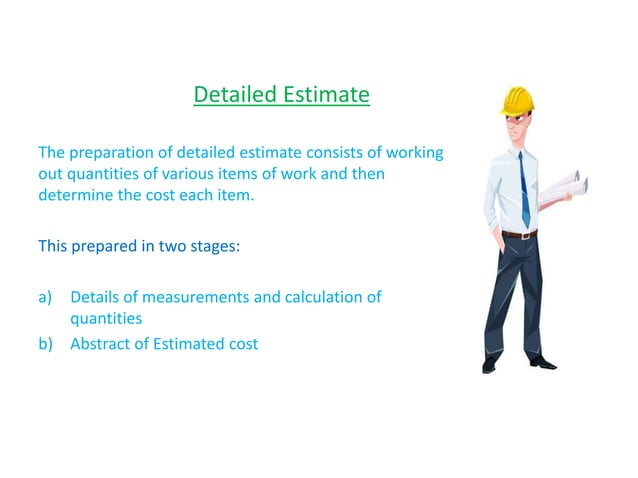 Detailed Estimate
The preparation of detailed estimate consists of working
out quantities of various items of work and then
determine the cost each item.
This prepared in two stages:
a) Details of measurements and calculation of
quantities
b) Abstract of Estimated cost